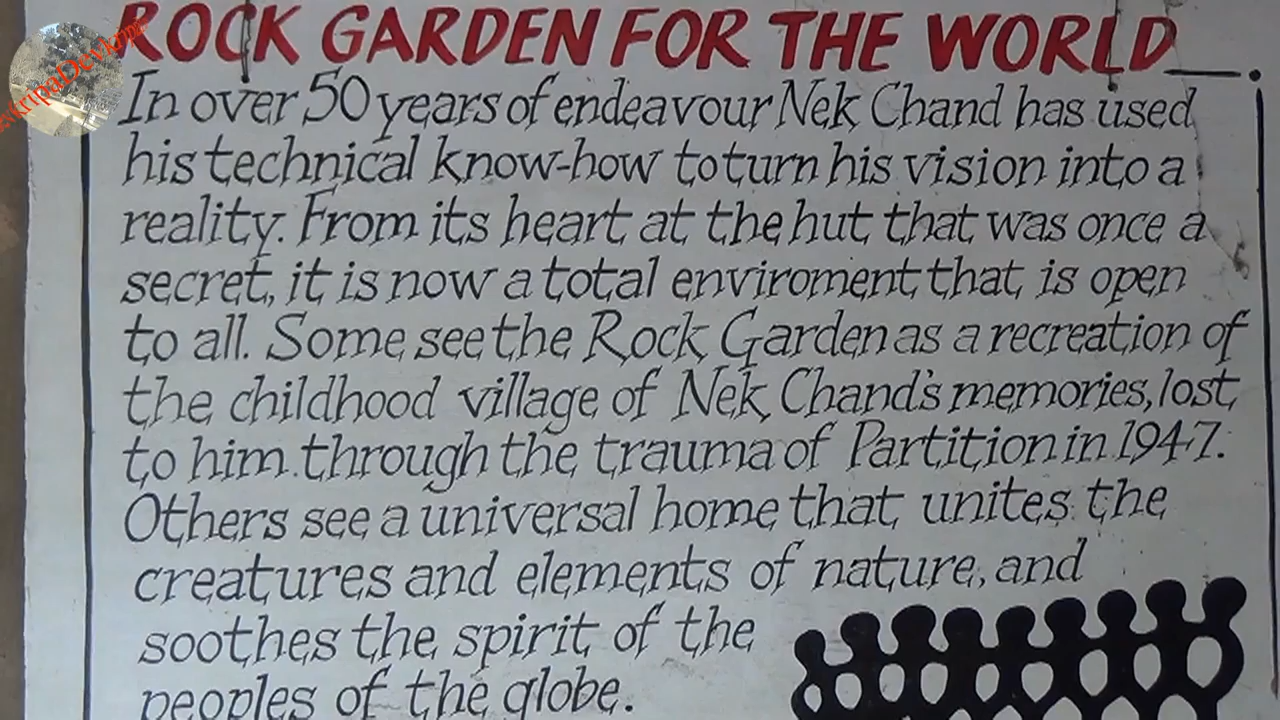 ROCK GARDEN FOR THE WORLD
In over 50 years of endeavour Nek Chand has used
his technical know-how to turn his vision into a
reality. From its heart at the hut that was once a
secret, it is now a total enviroment that is open
to all. Some see the Rock Garden as a recreation of
the childhood village of Nek Chand's memories, lost
to him through the trauma of Partition in 1947.
Others see a universal home that unites the
creatures and elements of nature, and
soothes the spirit of the
peoples of the globe.